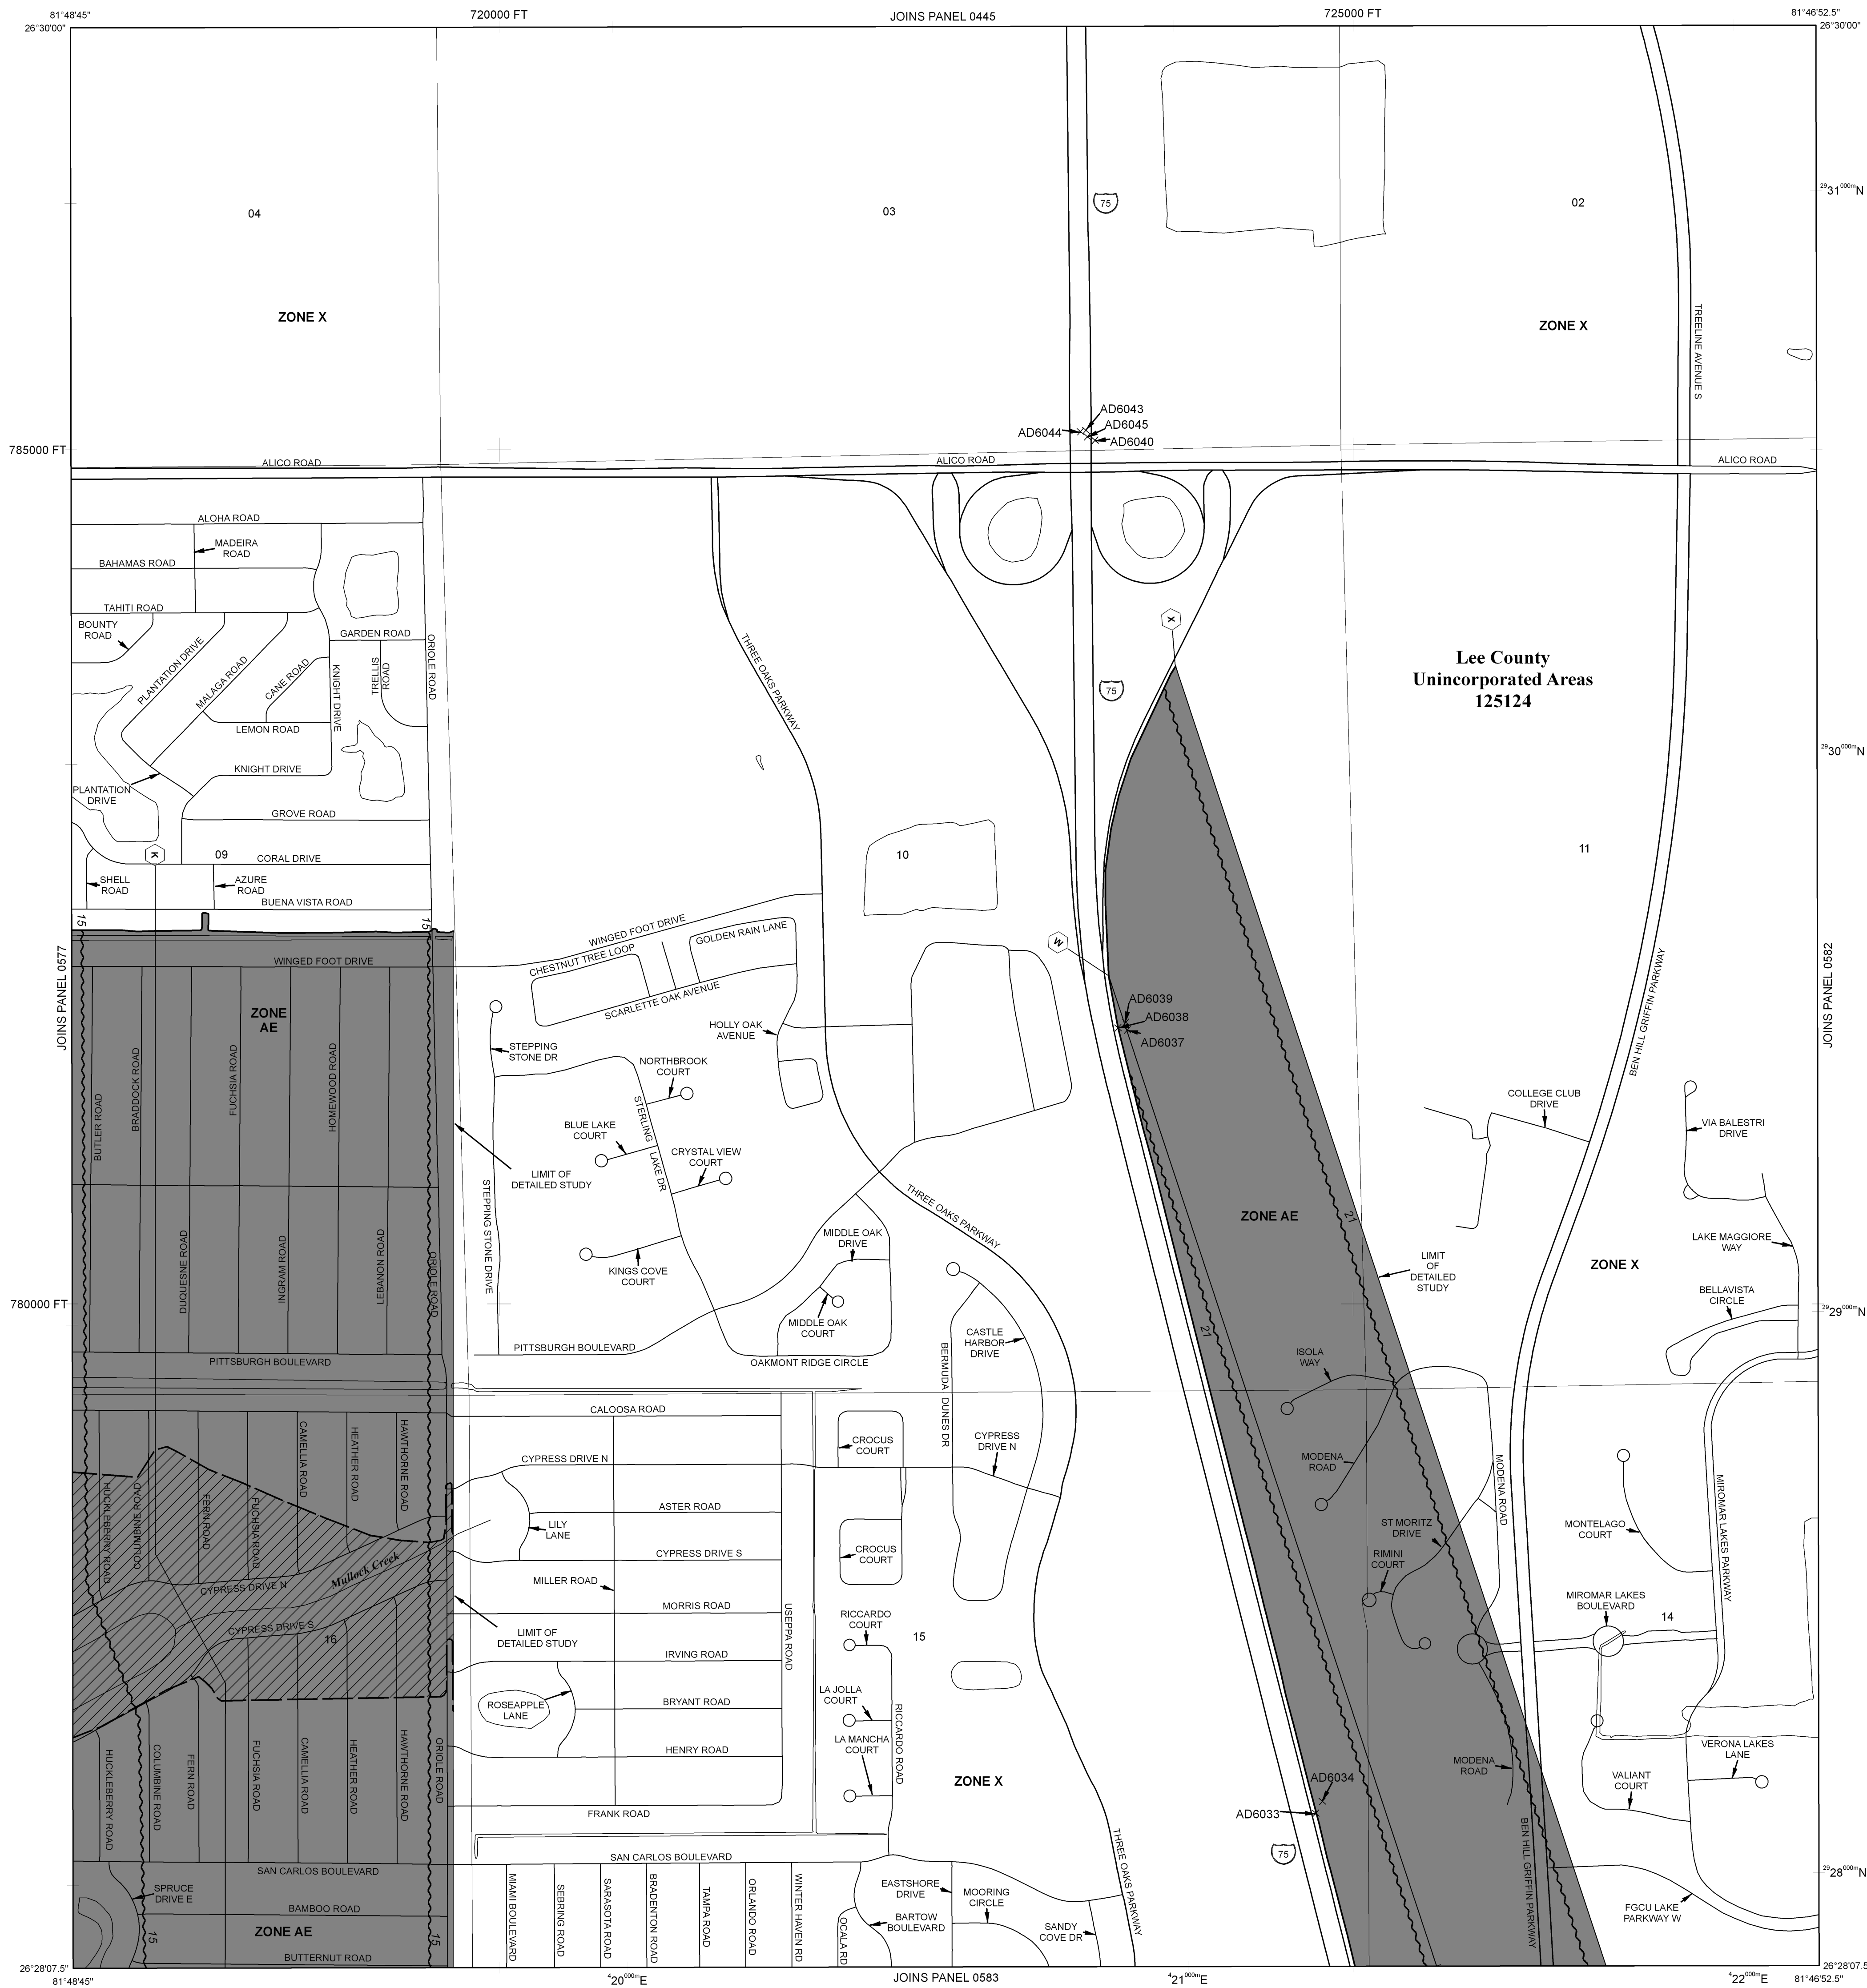 81°48'45"
720000 FT
JOINS PANEL 0445
725000 FT
81°46'52.5"
26°30'00"
26°30'00"
2931000mN
04
03
75
02
ZONE X
ZONE X
TREELINE AVENUE S
AD6043
AD6044
AD6045
AD6040
785000 FT
ALICO ROAD
ALICO ROAD
ALICO ROAD
ALOHA ROAD
MADEIRA
ROAD
BAHAMAS ROAD
TAHITI ROAD
BOUNTY
ROAD
PLANTATION DRIVE
MALAGA ROAD
CANE ROAD
GARDEN ROAD
TRELLIS
ROAD
KNIGHT DRIVE
ORIOLE ROAD
LEMON ROAD
KNIGHT DRIVE
PLANTATION
DRIVE
GROVE ROAD
K
09
CORAL DRIVE
SHELL
ROAD
AZURE
ROAD
BUENA VISTA ROAD
15
15
THREE OAKS PARKWAY
X
75
Lee County
Unincorporated Areas
125124
2930000mN
10
11
JOINS PANEL 0577
JOINS PANEL 0582
WINGED FOOT DRIVE
WINGED FOOT DRIVE
GOLDEN RAIN LANE
CHESTNUT TREE LOOP
SCARLETTE OAK AVENUE
W
ZONE
AE
HOLLY OAK
AVENUE
STEPPING
STONE DR
NORTHBROOK
COURT
AD6039
AD6038
AD6037
BEN HILL GRIFFIN PARKWAY
BUTLER ROAD
BRADDOCK ROAD
FUCHSIA ROAD
HOMEWOOD ROAD
BLUE LAKE
COURT
STERLING LAKE DR
CRYSTAL VIEW
COURT
COLLEGE CLUB
DRIVE
VIA BALESTRI
DRIVE
LIMIT OF
DETAILED STUDY
STEPPING STONE DRIVE
THREE OAKS PARKWAY
ZONE AE
21
DUQUESNE ROAD
INGRAM ROAD
LEBANON ROAD
ORIOLE ROAD
KINGS COVE
COURT
MIDDLE OAK
DRIVE
LAKE MAGGIORE
WAY
LIMIT
OF
DETAILED
STUDY
ZONE X
BELLAVISTA
CIRCLE
780000 FT
2929000mN
MIDDLE OAK
COURT
CASTLE
HARBOR
DRIVE
21
PITTSBURGH BOULEVARD
PITTSBURGH BOULEVARD
OAKMONT RIDGE CIRCLE
BERMUDA DUNES DR
ISOLA
WAY
CALOOSA ROAD
CROCUS
COURT
CYPRESS
DRIVE N
CYPRESS DRIVE N
MODENA
ROAD
MODENA ROAD
MIROMAR LAKES PARKWAY
HUCKLEBERRY ROAD
COLUMBINE ROAD
FERN ROAD
FUCHSIA ROAD
CAMELLIA ROAD
HEATHER ROAD
HAWTHORNE ROAD
ASTER ROAD
LILY
LANE
ST MORITZ
DRIVE
MONTELAGO
COURT
CYPRESS DRIVE S
CROCUS
COURT
RIMINI
COURT
Mullock Creek
CYPRESS DRIVE N
MILLER ROAD
MORRIS ROAD
MIROMAR LAKES
BOULEVARD
14
RICCARDO
COURT
CYPRESS DRIVE S
16
LIMIT OF
DETAILED STUDY
USEPPA ROAD
15
IRVING ROAD
ROSEAPPLE
LANE
BRYANT ROAD
LA JOLLA
COURT
RICCARDO ROAD
LA MANCHA
COURT
HENRY ROAD
VERONA LAKES
LANE
HUCKLEBERRY ROAD
COLUMBINE ROAD
FERN ROAD
FUCHSIA ROAD
CAMELLIA ROAD
HEATHER ROAD
HAWTHORNE ROAD
ORIOLE ROAD
ZONE X
MODENA
ROAD
VALIANT
COURT
AD6034
AD6033
FRANK ROAD
75
THREE OAKS PARKWAY
BEN HILL GRIFFIN PARKWAY
SAN CARLOS BOULEVARD
SAN CARLOS BOULEVARD
2928000mN
SPRUCE
DRIVE E
BAMBOO ROAD
ZONE AE
15
15
BUTTERNUT ROAD
MIAMI BOULEVARD
SEBRING ROAD
SARASOTA ROAD
BRADENTON ROAD
TAMPA ROAD
ORLANDO ROAD
WINTER HAVEN RD
OCALA RD
EASTSHORE
DRIVE
MOORING
CIRCLE
BARTOW
BOULEVARD
SANDY
COVE DR
FGCU LAKE
PARKWAY W
26°28'07.5"
26°28'07.5
81°48'45"
420000mE
JOINS PANEL 0583
421000mE
422000mE
81°46'52.5"